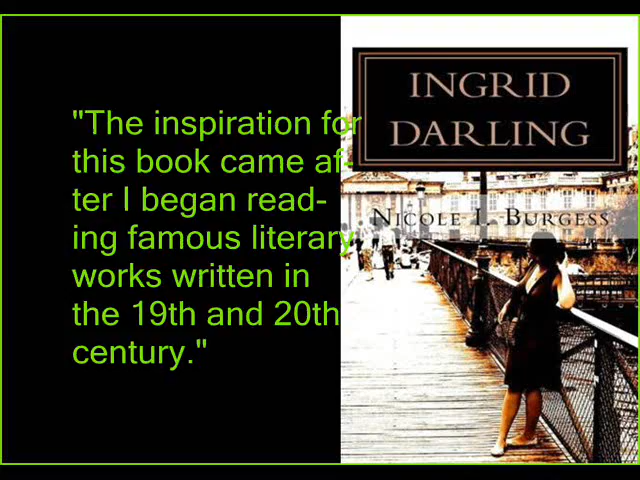 "The inspiration for
this book came af-
ter I began read-
ing famous literary
works written in
the 19th and 20th
century."
INGRID
DARLING
NICOLE I. BURGESS